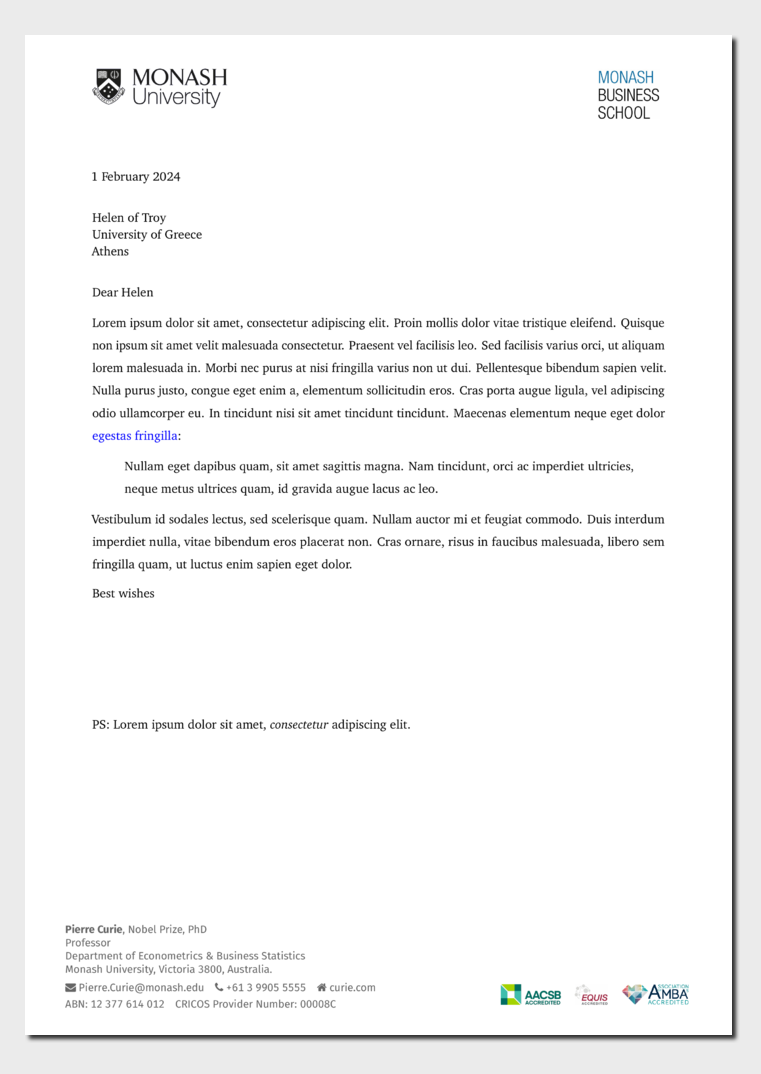 MONASH
University
MONASH
BUSINESS
SCHOOL
1 February 2024
Helen of Troy
University of Greece
Athens
Dear Helen
Lorem ipsum dolor sit amet, consectetur adipiscing elit. Proin mollis dolor vitae tristique eleifend. Quisque
non ipsum sit amet velit malesuada consectetur. Praesent vel facilisis leo. Sed facilisis varius orci, ut aliquam
lorem malesuada in. Morbi nec purus at nisi fringilla varius non ut dui. Pellentesque bibendum sapien velit.
Nulla purus justo, congue eget enim a, elementum sollicitudin eros. Cras porta augue ligula, vel adipiscing
odio ullamcorper eu. In tincidunt nisi sit amet tincidunt tincidunt. Maecenas elementum neque eget dolor
egestas fringilla:
Nullam eget dapibus quam, sit amet sagittis magna. Nam tincidunt, orci ac imperdiet ultricies,
neque metus ultrices quam, id gravida augue lacus ac leo.
Vestibulum id sodales lectus, sed scelerisque quam. Nullam auctor mi et feugiat commodo. Duis interdum
imperdiet nulla, vitae bibendum eros placerat non. Cras ornare, risus in faucibus malesuada, libero sem
fringilla quam, ut luctus enim sapien eget dolor.
Best wishes
PS: Lorem ipsum dolor sit amet, consectetur adipiscing elit.
Pierre Curie, Nobel Prize, PhD
Professor
Department of Econometrics & Business Statistics
Monash University, Victoria 3800, Australia.
Pierre.Curie@monash.edu +61 3 9905 5555 curie.com
ABN: 12 377 614 012 CRICOS Provider Number: 00008C
AACSB
ACCREDITED
EQUIS
ACCREDITED
ASSOCIATION
AMBA
ACCREDITED